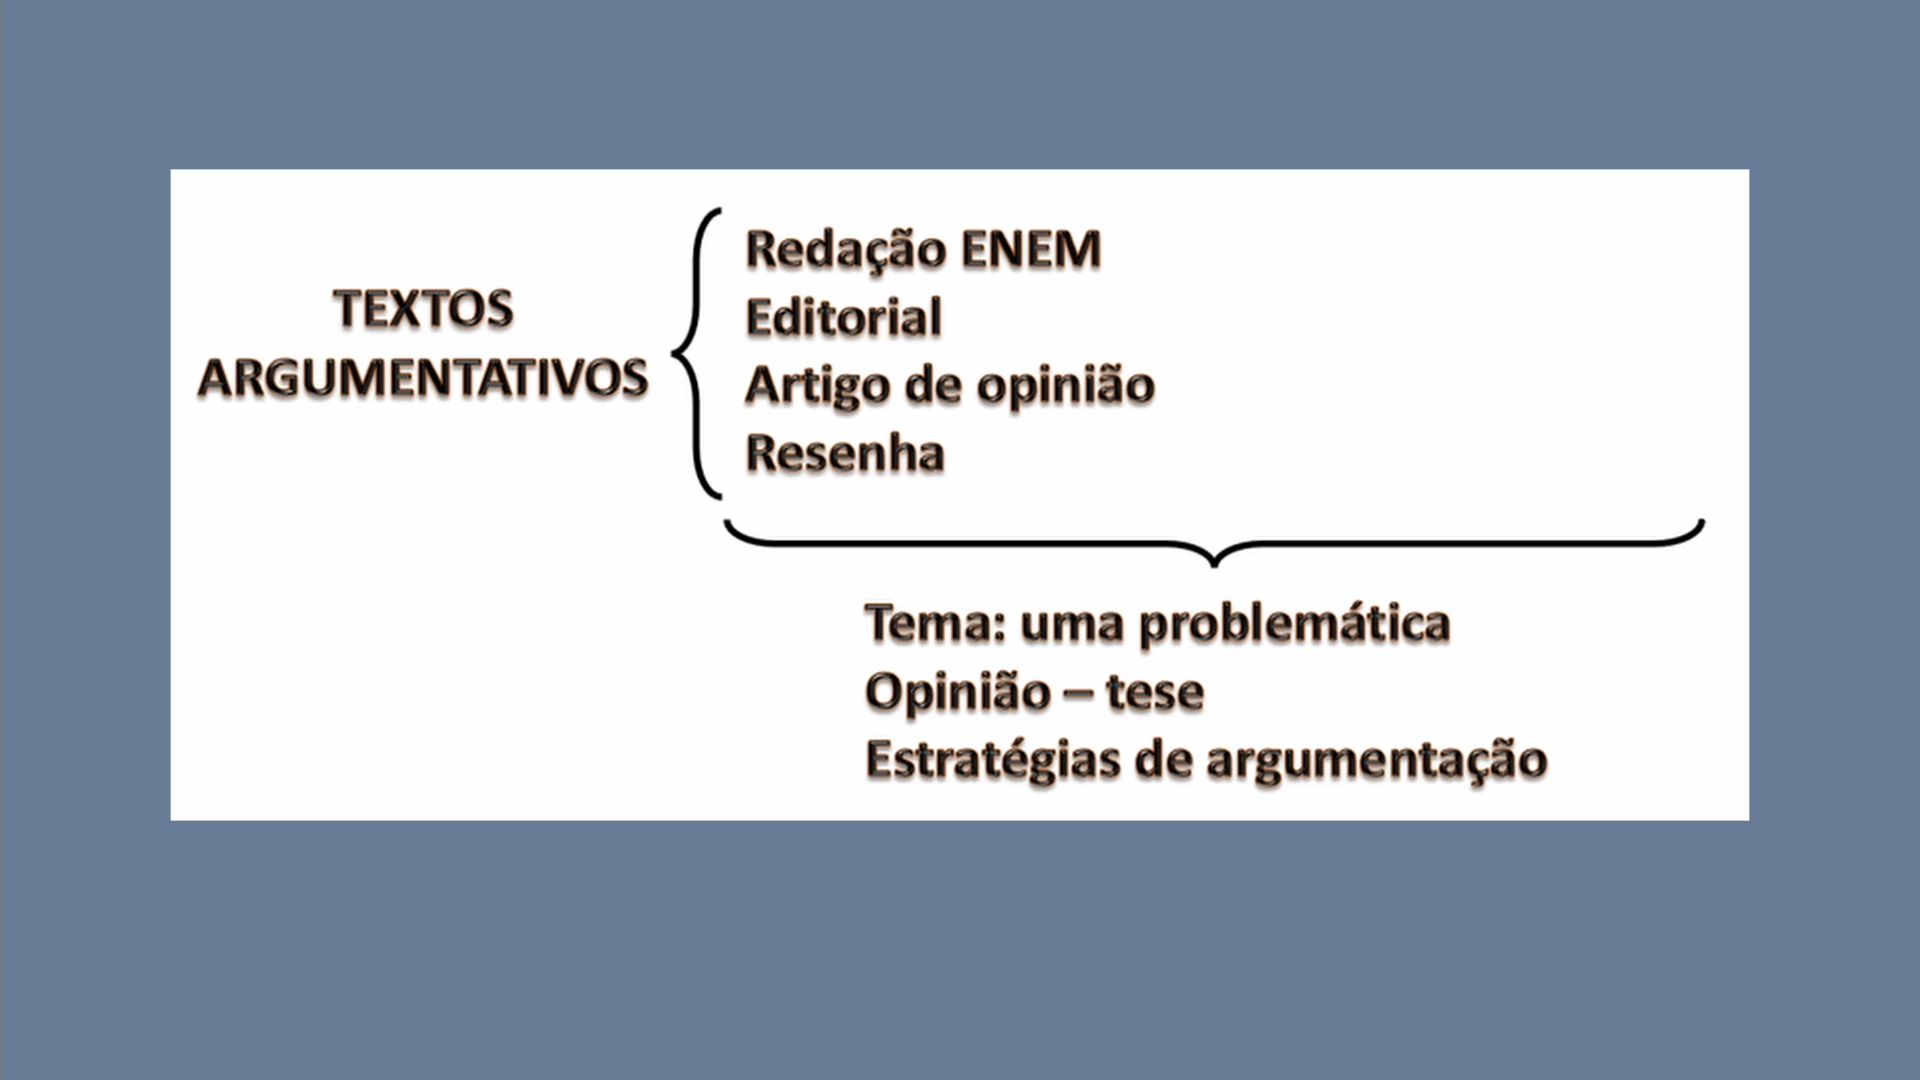 TEXTOS
ARGUMENTATIVOS
Redação ENEM
Editorial
Artigo de opinião
Resenha
Tema: uma problemática
Opinião – tese
Estratégias de argumentação